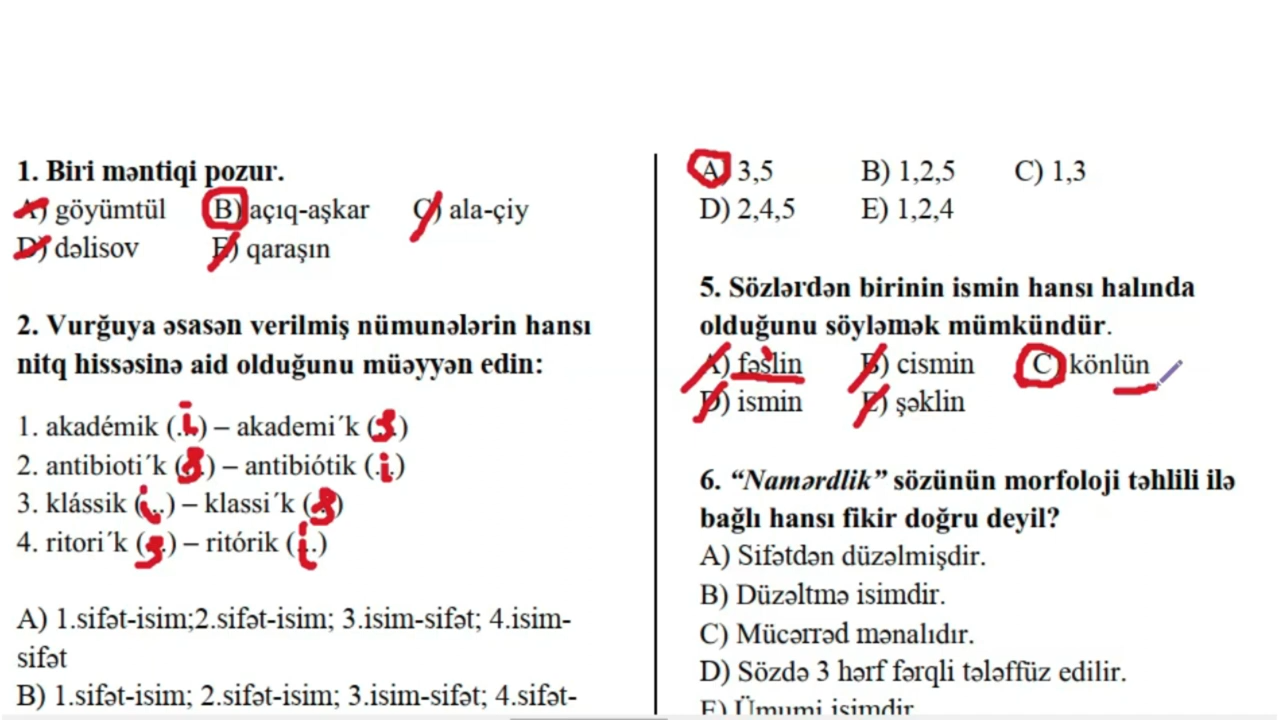 1. Biri məntiqi pozur.
A) göyümtül B) açıq-aşkar C) ala-çiy
D) dəlisov E) qaraşın
2. Vurğuya əsasən verilmiş nümunələrin hansı
nitq hissəsinə aid olduğunu müəyyən edin:
1. akadémik (i) – akademi´k (s)
2. antibioti´k (s) – antibiótik (i)
3. klássik (i) – klassi´k (s)
4. ritori´k (s) – ritórik (i)
A) 1.sifət-isim;2.sifət-isim; 3.isim-sifət; 4.isim-
sifət
B) 1.sifət-isim; 2.sifət-isim; 3.isim-sifət; 4.sifət-
A) 3,5 B) 1,2,5 C) 1,3
D) 2,4,5 E) 1,2,4
5. Sözlərdən birinin ismin hansı halında
olduğunu söyləmək mümkündür.
A) fəslin B) cismin C) könlün
D) ismin E) şəklin
6. “Namərdlik” sözünün morfoloji təhlili ilə
bağlı hansı fikir doğru deyil?
A) Sifətdən düzəlmişdir.
B) Düzəltmə isimdir.
C) Mücərrəd mənalıdır.
D) Sözdə 3 hərf fərqli tələffüz edilir.
E) Ümumi isimdir